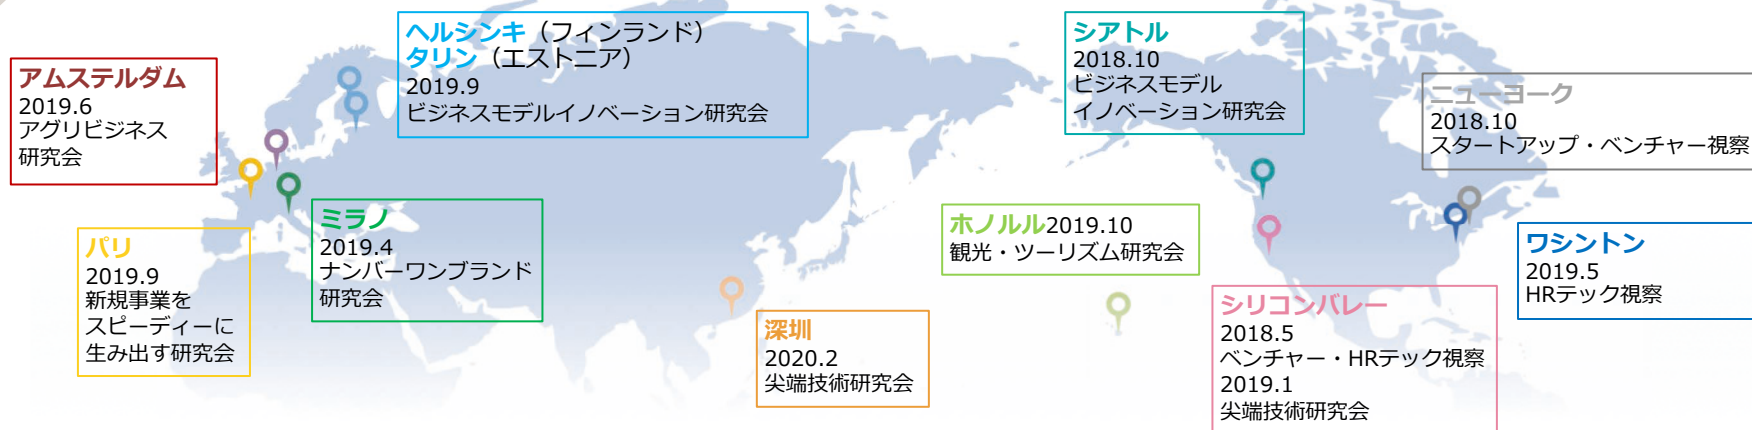 アムステルダム
2019.6
アグリビジネス
研究会
ヘルシンキ（フィンランド）
タリン（エストニア）
2019.9
ビジネスモデルイノベーション研究会
シアトル
2018.10
ビジネスモデル
イノベーション研究会
ニューヨーク
2018.10
スタートアップ・ベンチャー視察
パリ
2019.9
新規事業を
スピーディーに
生み出す研究会
ミラノ
2019.4
ナンバーワンブランド
研究会
深圳
2020.2
尖端技術研究会
ホノルル2019.10
観光・ツーリズム研究会
シリコンバレー
2018.5
ベンチャー・HRテック視察
2019.1
尖端技術研究会
ワシントン
2019.5
HRテック視察